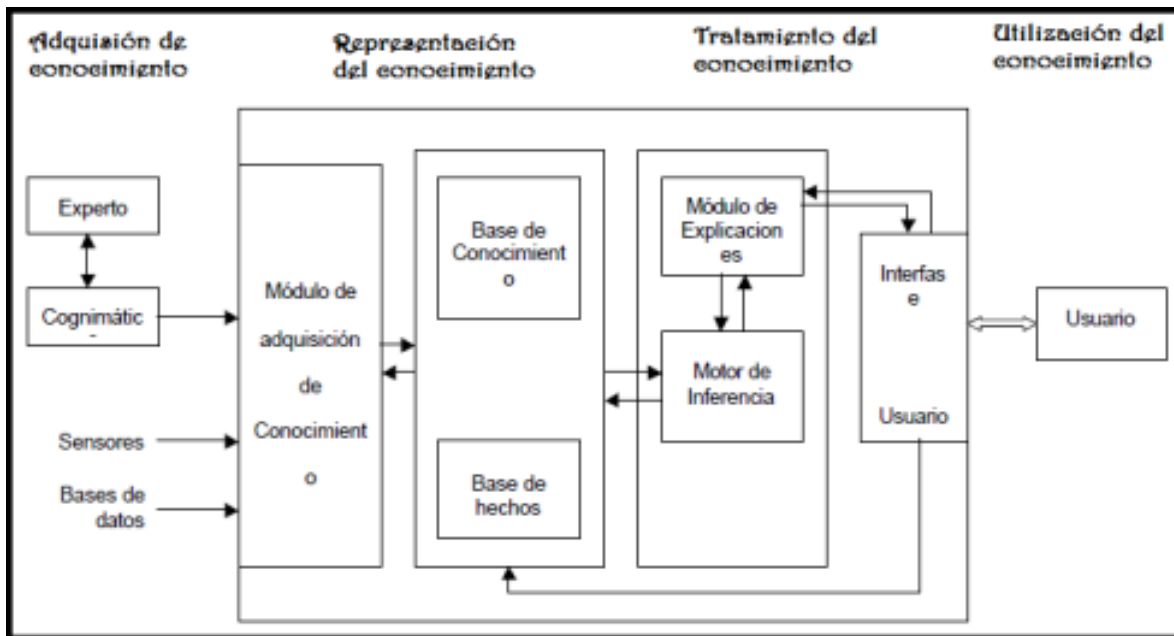 Adquisión de
conocimiento
Representación
del conocimiento
Tratamiento del
conocimiento
Utilización del
conocimiento
Experto
Cognimátic
Sensores
Bases de
datos
Módulo de
adquisición
de
Conocimient
o
Base de
Conocimient
o
Base de
hechos
Módulo de
Explicacion
es
Motor de
Inferencia
Interfas
e
Usuario
Usuario